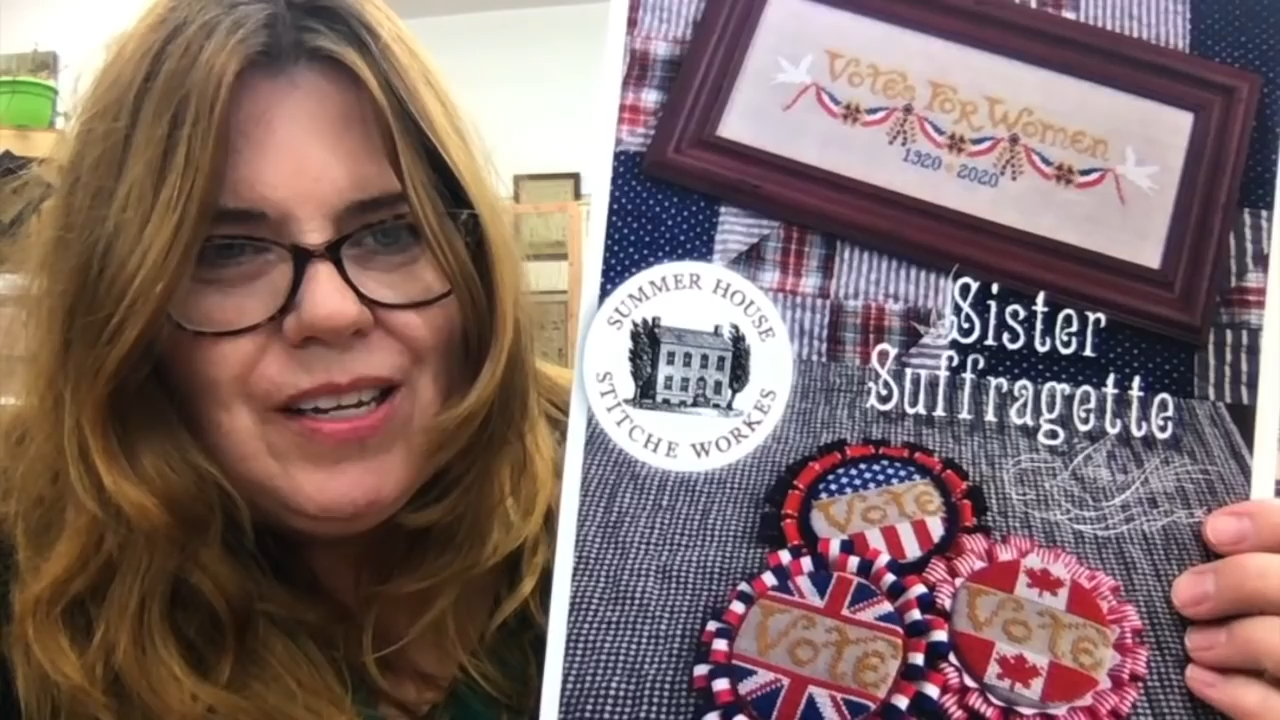 Votes For Women
1920 2020
SUMMER HOUSE
STITCHE WORKES
Sister
Suffragette
Vote
Vote
Vote